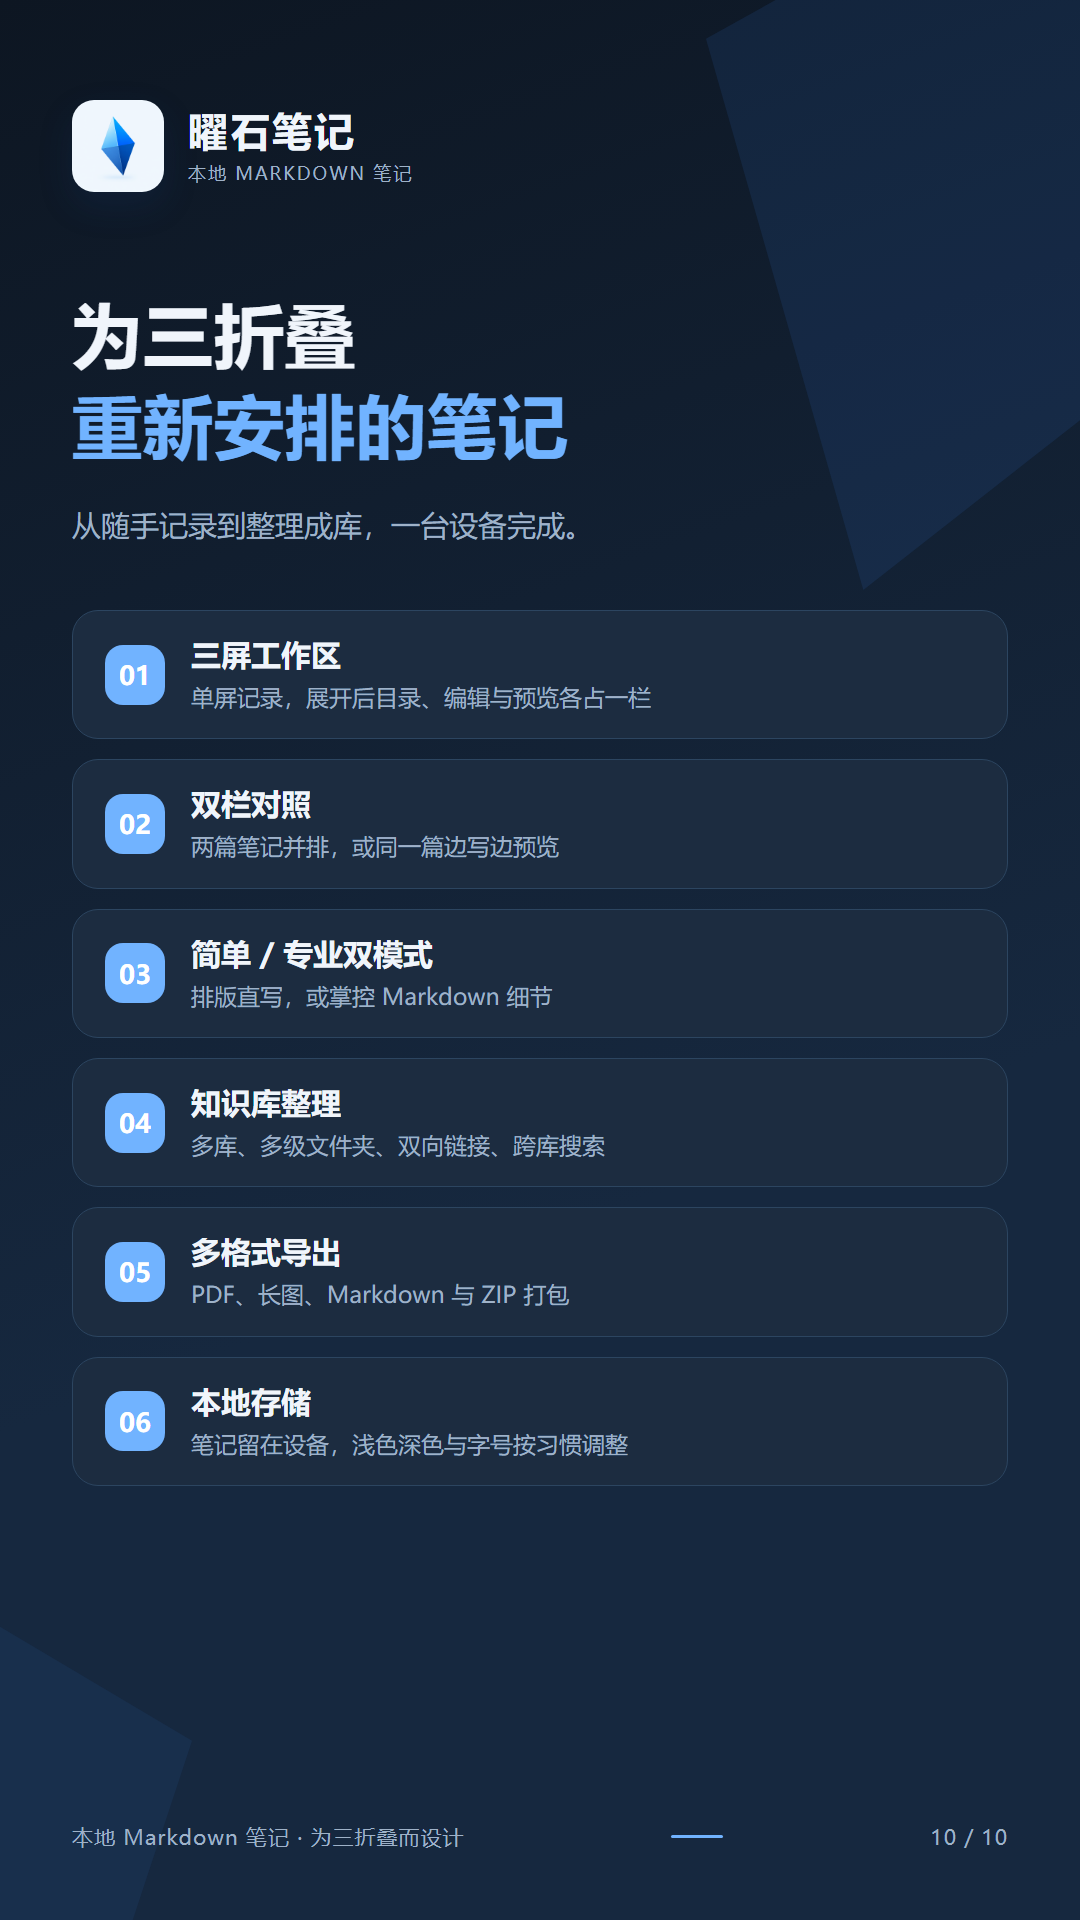 曜石笔记
本地 MARKDOWN 笔记
为三折叠
重新安排的笔记
从随手记录到整理成库，一台设备完成。
01
三屏工作区
单屏记录，展开后目录、编辑与预览各占一栏
02
双栏对照
两篇笔记并排，或同一篇边写边预览
03
简单 / 专业双模式
排版直写，或掌控 Markdown 细节
04
知识库整理
多库、多级文件夹、双向链接、跨库搜索
05
多格式导出
PDF、长图、Markdown 与 ZIP 打包
06
本地存储
笔记留在设备，浅色深色与字号按习惯调整
本地 Markdown 笔记 · 为三折叠而设计
10 / 10